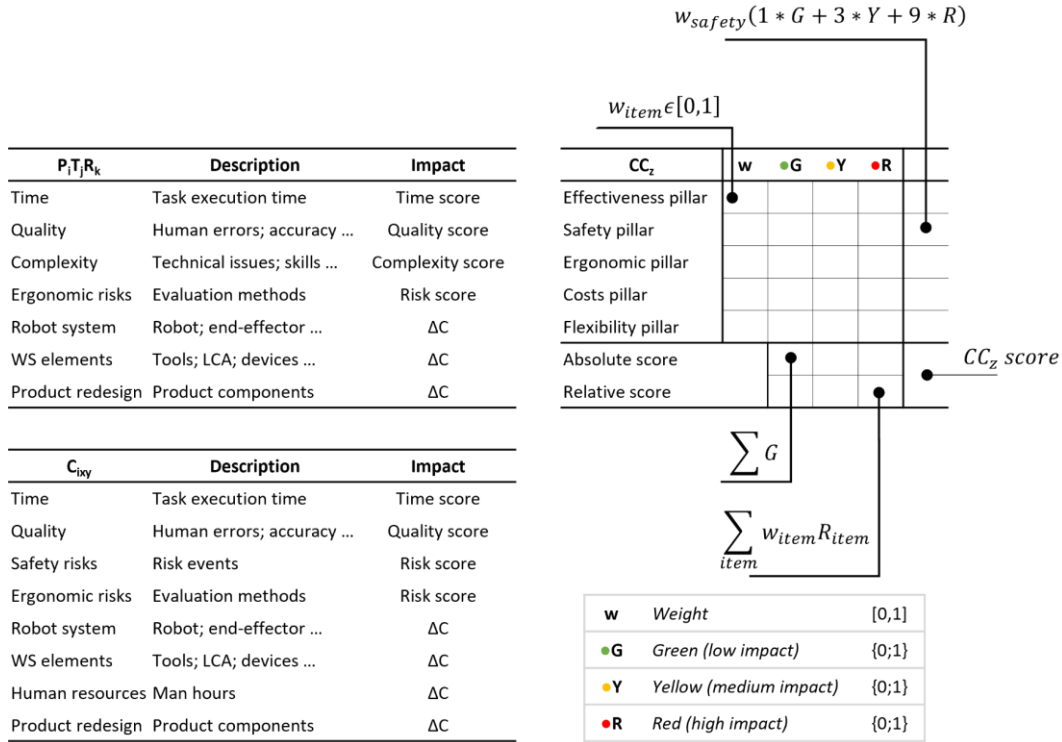 w_safety(1 * G + 3 * Y + 9 * R)
w_item ϵ[0,1]
P_iT_jR_k Description Impact
Time Task execution time Time score
Quality Human errors; accuracy ... Quality score
Complexity Technical issues; skills ... Complexity score
Ergonomic risks Evaluation methods Risk score
Robot system Robot; end-effector ... ΔC
WS elements Tools; LCA; devices ... ΔC
Product redesign Product components ΔC
CC_z w G Y R
Effectiveness pillar
Safety pillar
Ergonomic pillar
Costs pillar
Flexibility pillar
Absolute score
Relative score
CC_z score
∑ G
∑ w_item R_item
item
C_ixy Description Impact
Time Task execution time Time score
Quality Human errors; accuracy ... Quality score
Safety risks Risk events Risk score
Ergonomic risks Evaluation methods Risk score
Robot system Robot; end-effector ... ΔC
WS elements Tools; LCA; devices ... ΔC
Human resources Man hours ΔC
Product redesign Product components ΔC
w Weight [0,1]
G Green (low impact) {0;1}
Y Yellow (medium impact) {0;1}
R Red (high impact) {0;1}